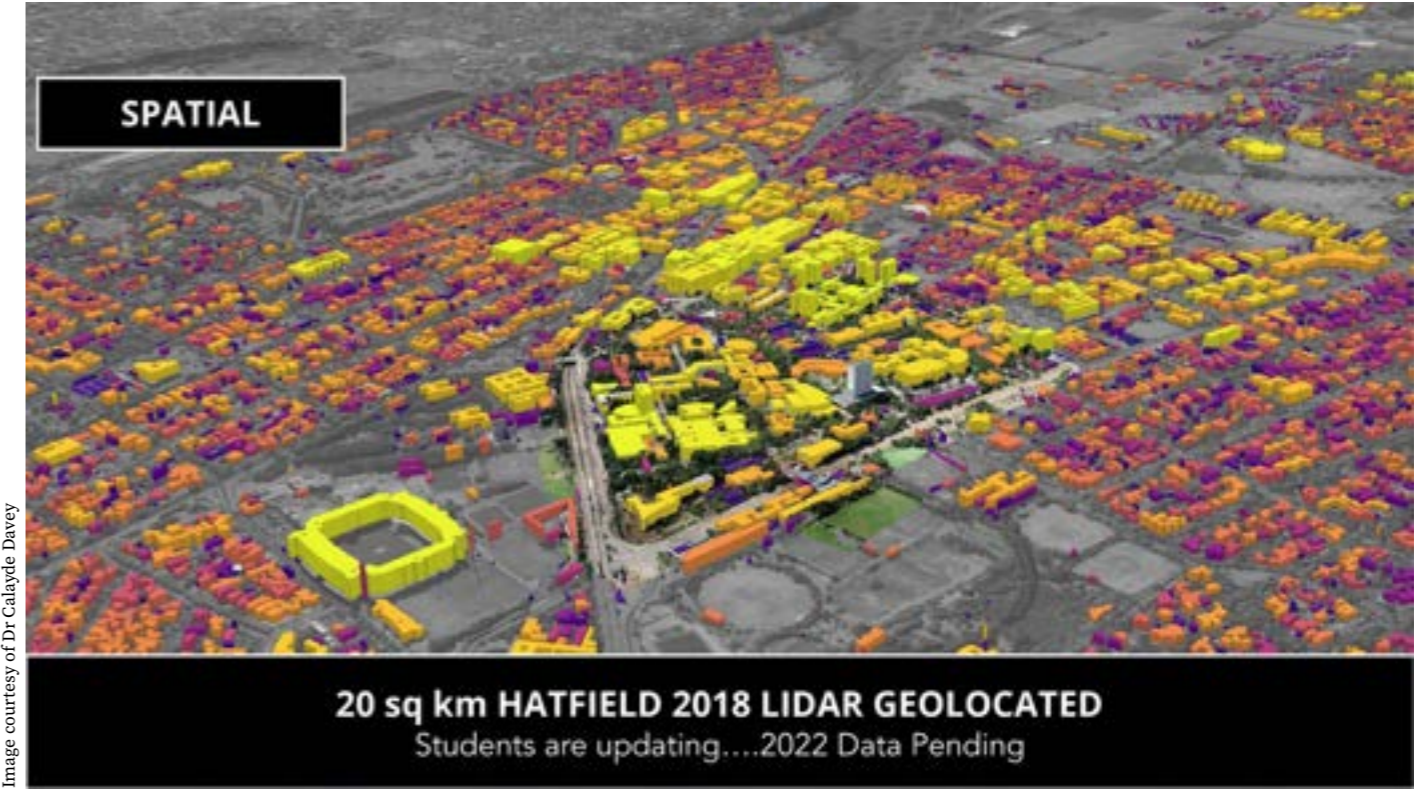 SPATIAL
20 sq km HATFIELD 2018 LIDAR GEOLOCATED
Students are updating....2022 Data Pending
Image courtesy of Dr Calayde Davey